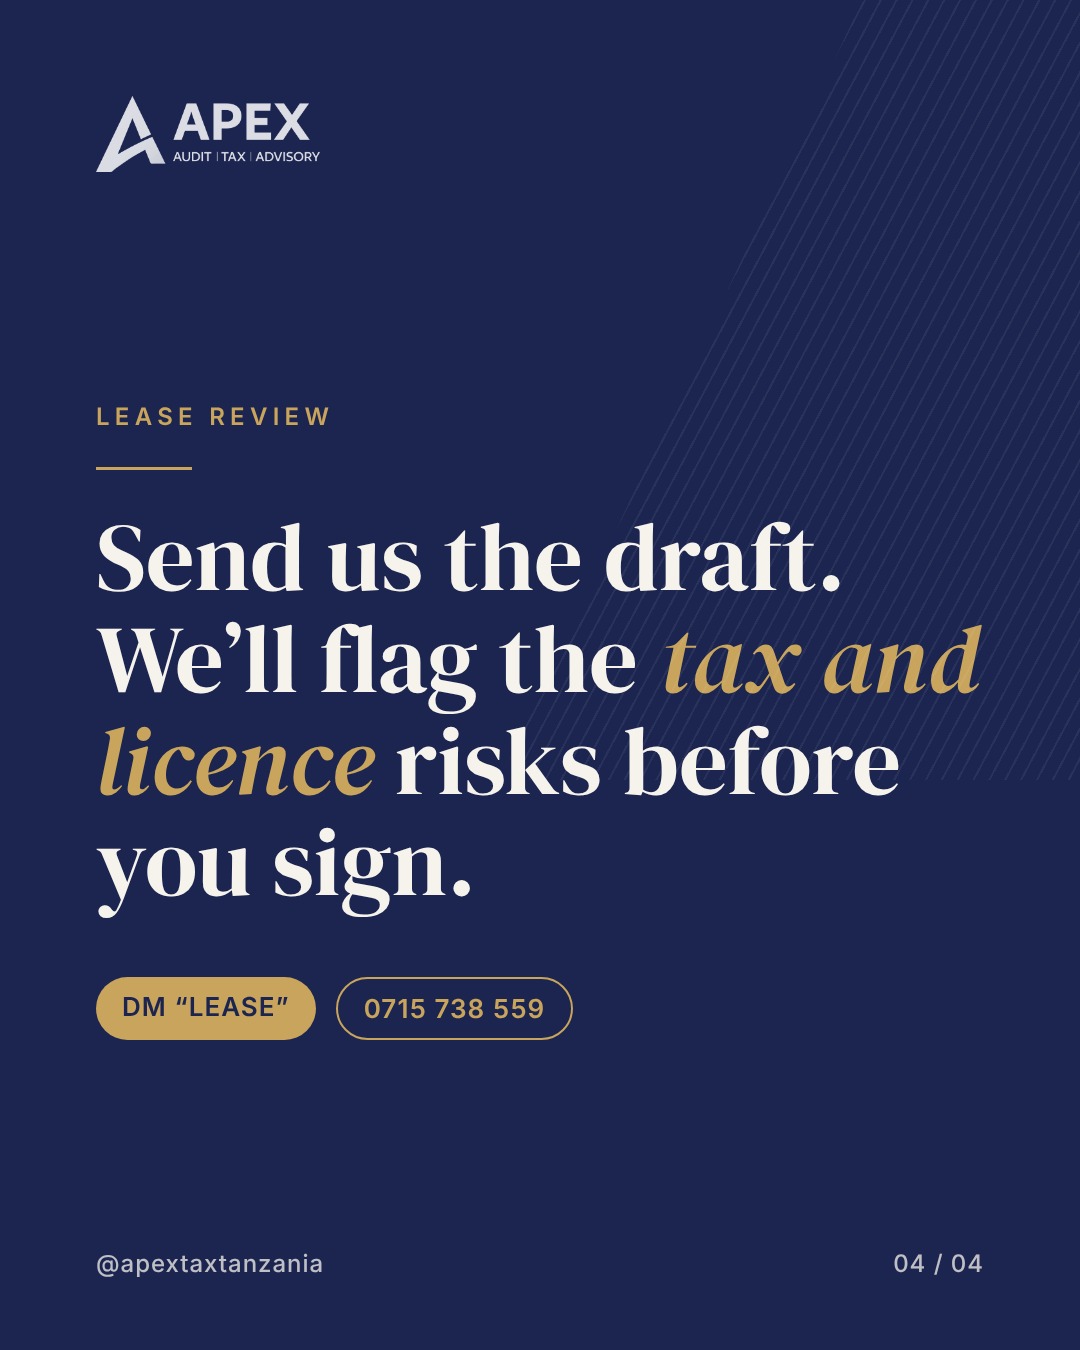 APEX
AUDIT | TAX | ADVISORY
LEASE REVIEW
Send us the draft.
We’ll flag the tax and
licence risks before
you sign.
DM “LEASE”
0715 738 559
@apextaxtanzania
04 / 04